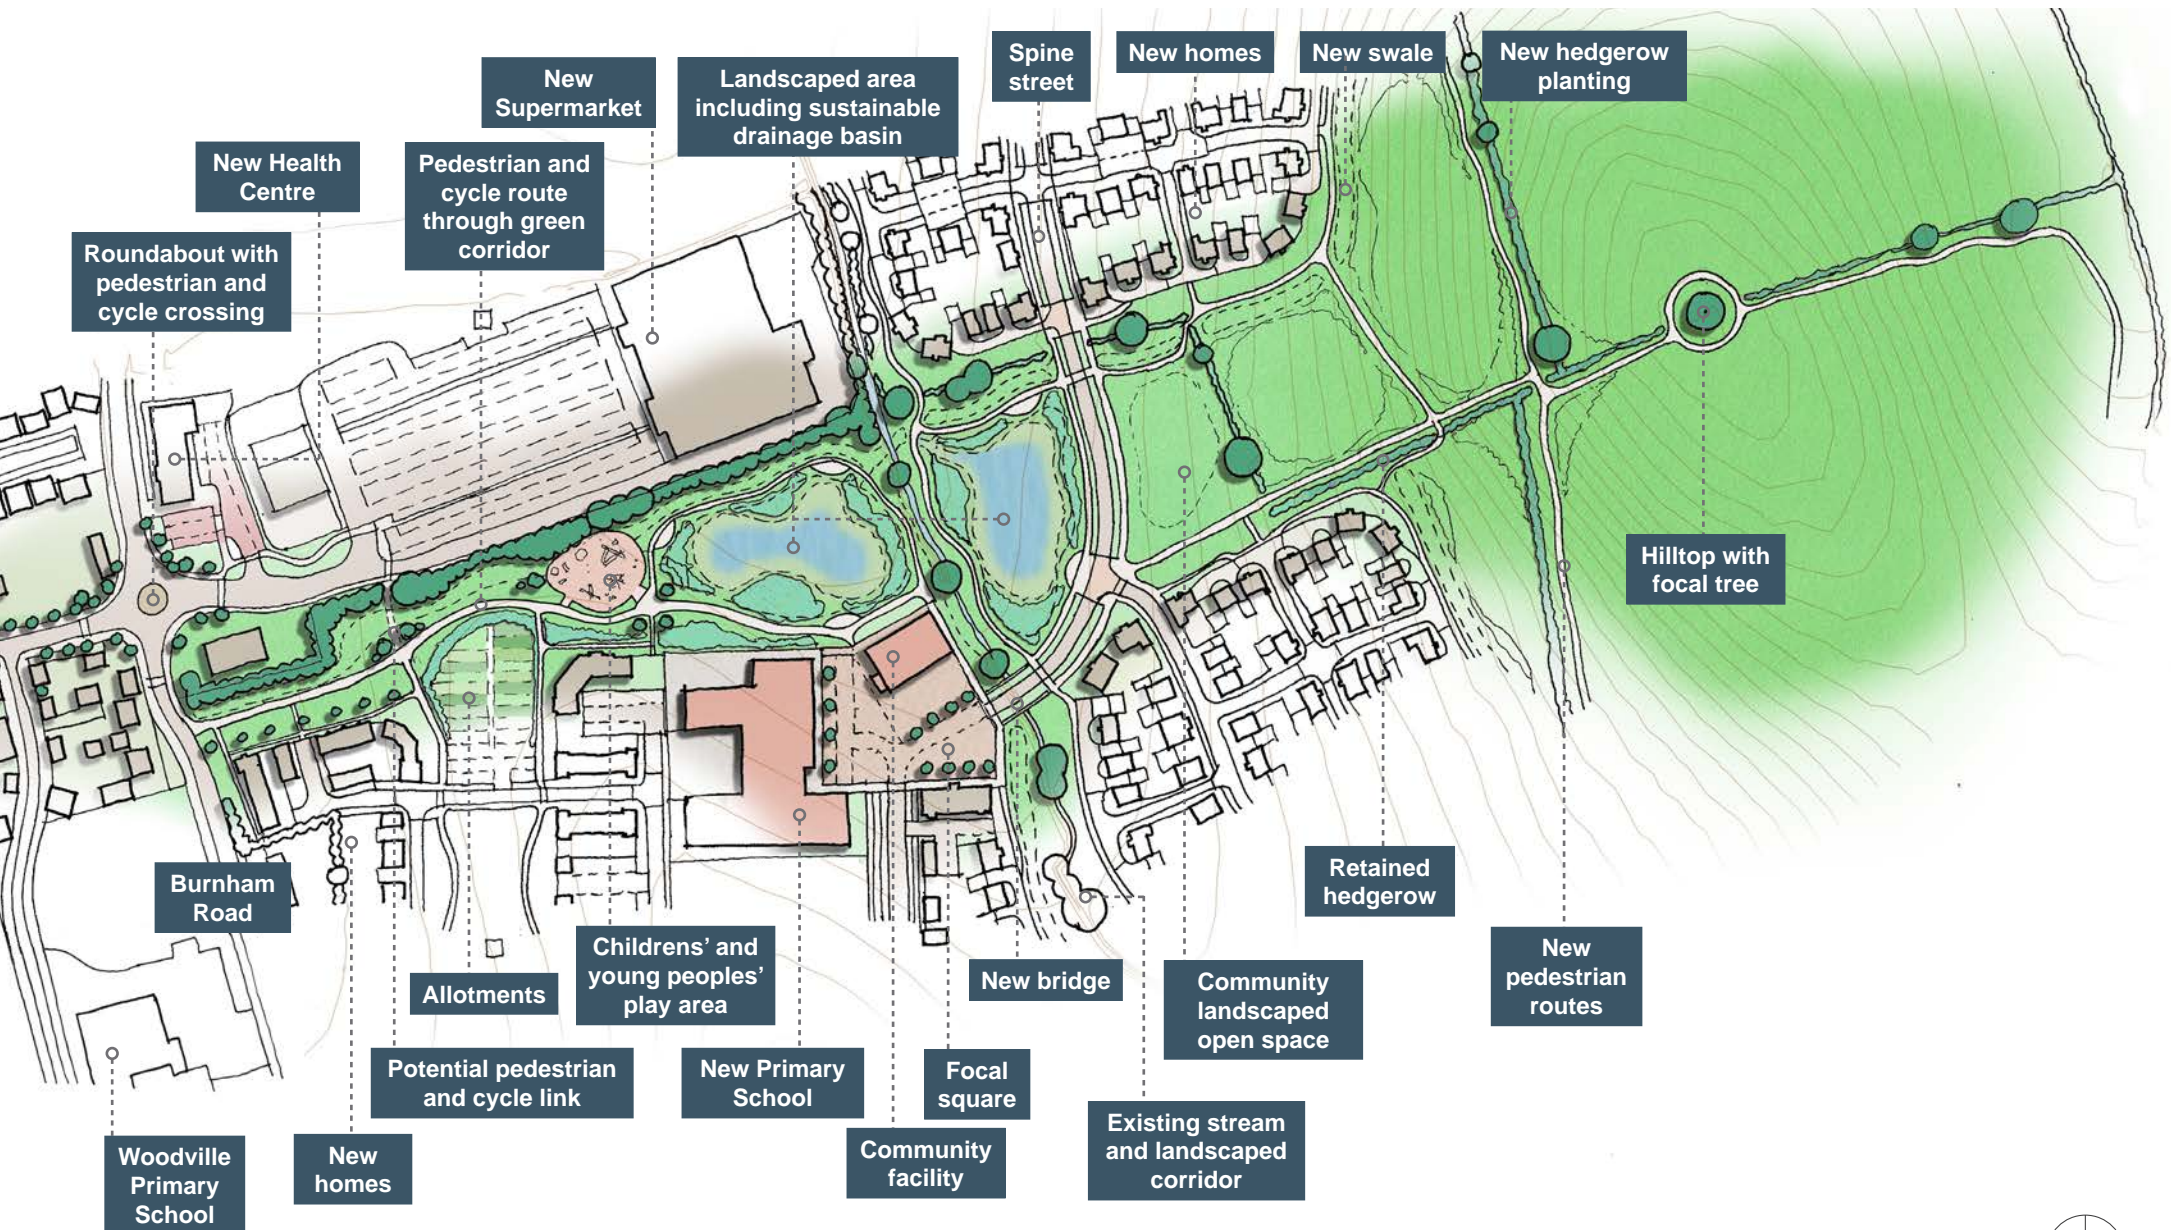 Spine
street
New homes
New swale
New hedgerow
planting
New
Supermarket
Landscaped area
including sustainable
drainage basin
New Health
Centre
Pedestrian and
cycle route
through green
corridor
Roundabout with
pedestrian and
cycle crossing
Hilltop with
focal tree
Burnham
Road
Retained
hedgerow
Childrens’ and
young peoples’
play area
New
pedestrian
routes
Allotments
New bridge
Community
landscaped
open space
Potential pedestrian
and cycle link
New Primary
School
Focal
square
Existing stream
and landscaped
corridor
Community
facility
Woodville
Primary
School
New
homes